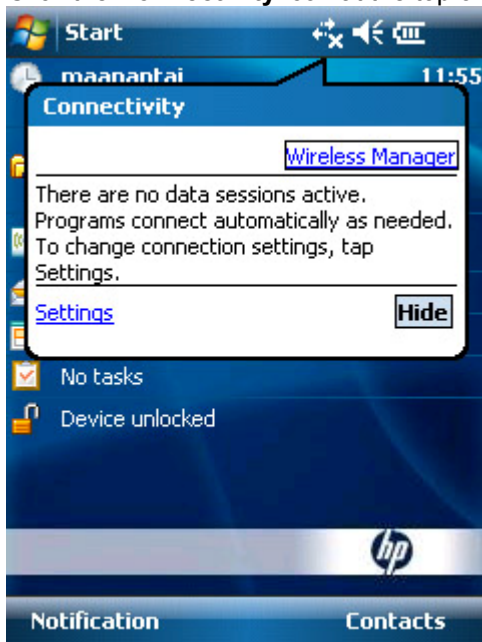 Start
maanantai 11:55
Connectivity
Wireless Manager
There are no data sessions active.
Programs connect automatically as needed.
To change connection settings, tap
Settings.
Settings Hide
No tasks
Device unlocked
hp
Notification Contacts